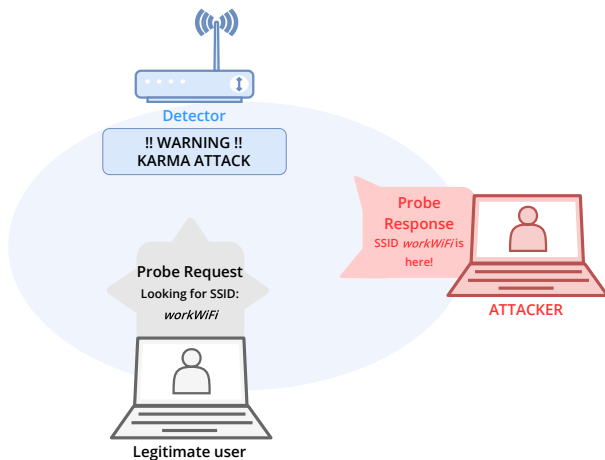 Detector
!! WARNING !!
KARMA ATTACK
Probe
Response
SSID workWiFi is
here!
ATTACKER
Probe Request
Looking for SSID:
workWiFi
Legitimate user